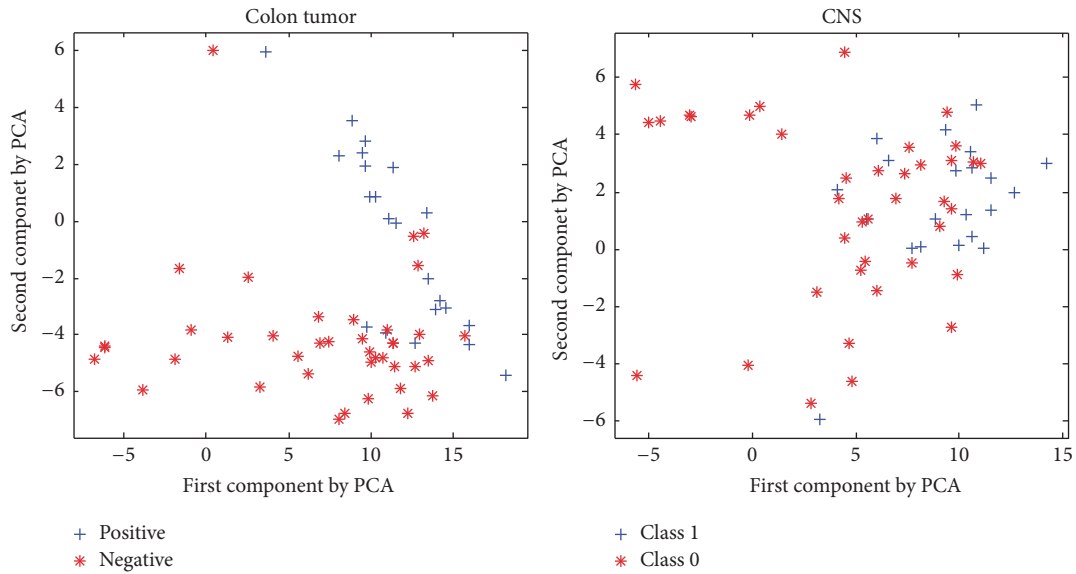 Colon tumor
6
4
2
0
−2
−4
−6
Second componet by PCA
−5
0
5
10
15
First component by PCA
Positive
Negative
CNS
6
4
2
0
−2
−4
−6
Second componet by PCA
−5
0
5
10
15
First component by PCA
Class 1
Class 0